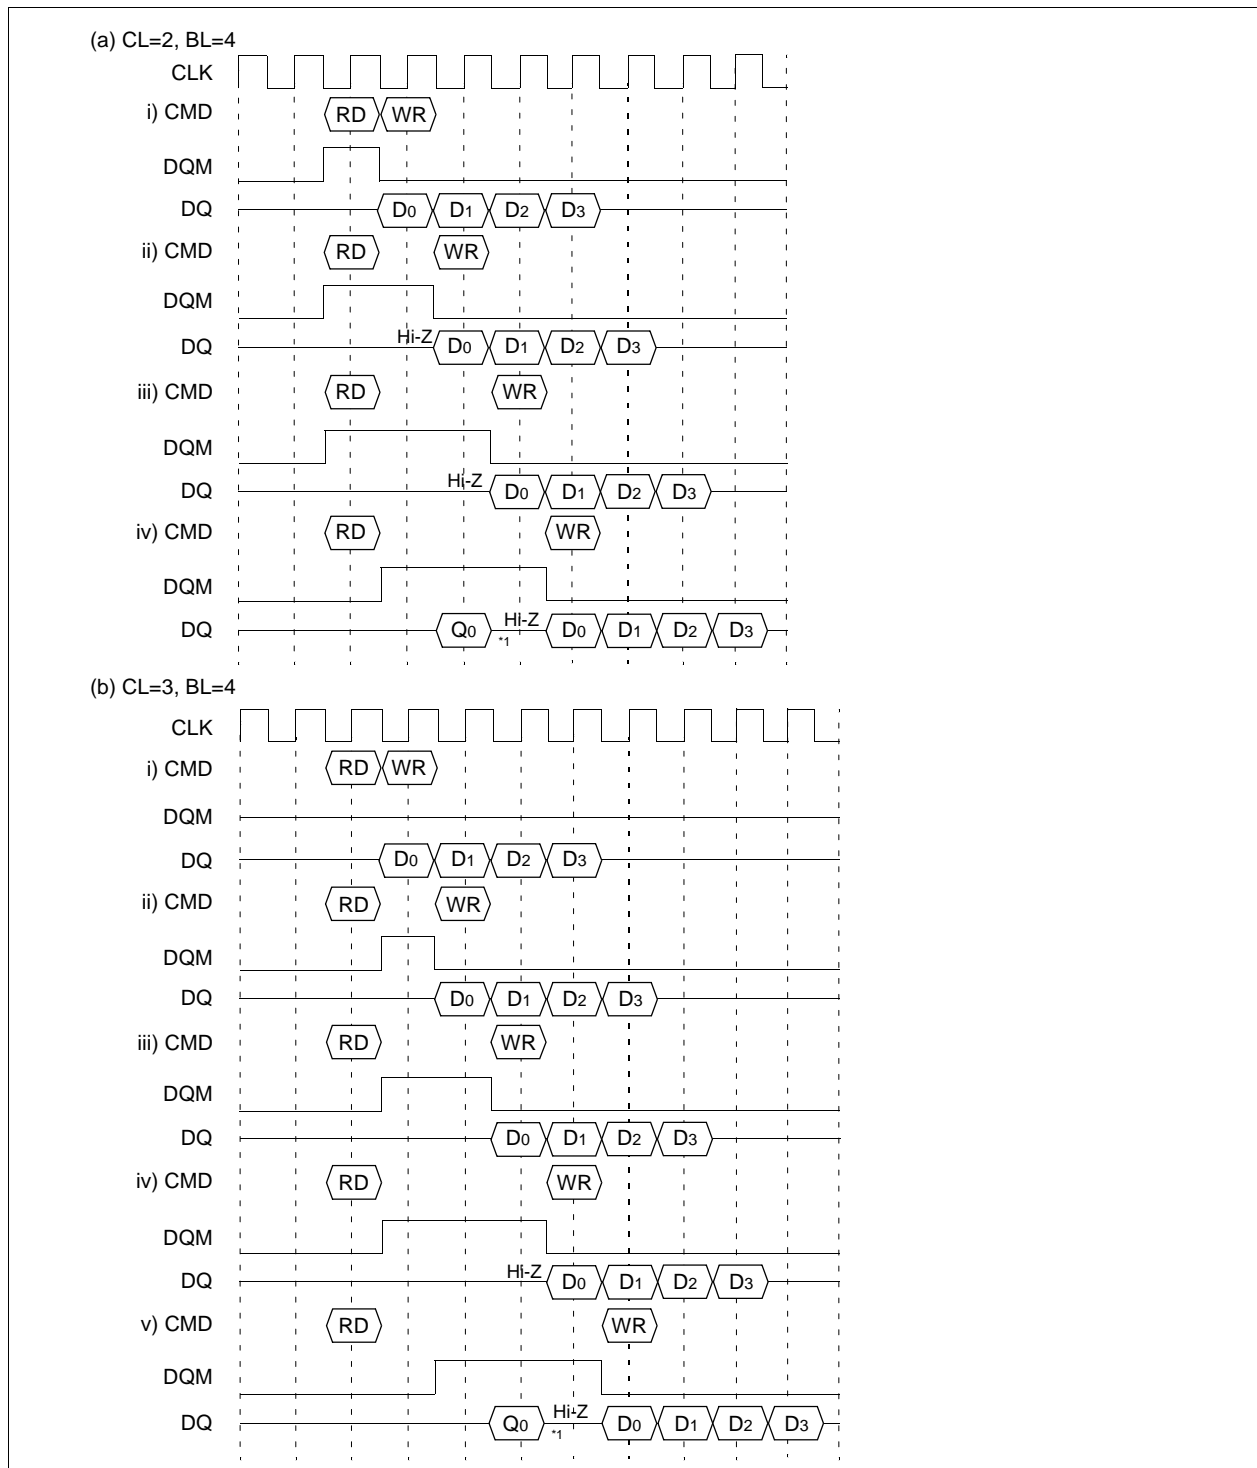 (a) CL=2, BL=4
CLK
i) CMD RD WR
DQM
DQ D0 D1 D2 D3
ii) CMD RD WR
DQM
DQ Hi-Z D0 D1 D2 D3
iii) CMD RD WR
DQM
DQ Hi-Z D0 D1 D2 D3
iv) CMD RD WR
DQM
DQ Q0 Hi-Z *1 D0 D1 D2 D3
(b) CL=3, BL=4
CLK
i) CMD RD WR
DQM
DQ D0 D1 D2 D3
ii) CMD RD WR
DQM
DQ D0 D1 D2 D3
iii) CMD RD WR
DQM
DQ D0 D1 D2 D3
iv) CMD RD WR
DQM
DQ Hi-Z D0 D1 D2 D3
v) CMD RD WR
DQM
DQ Q0 Hi-Z *1 D0 D1 D2 D3